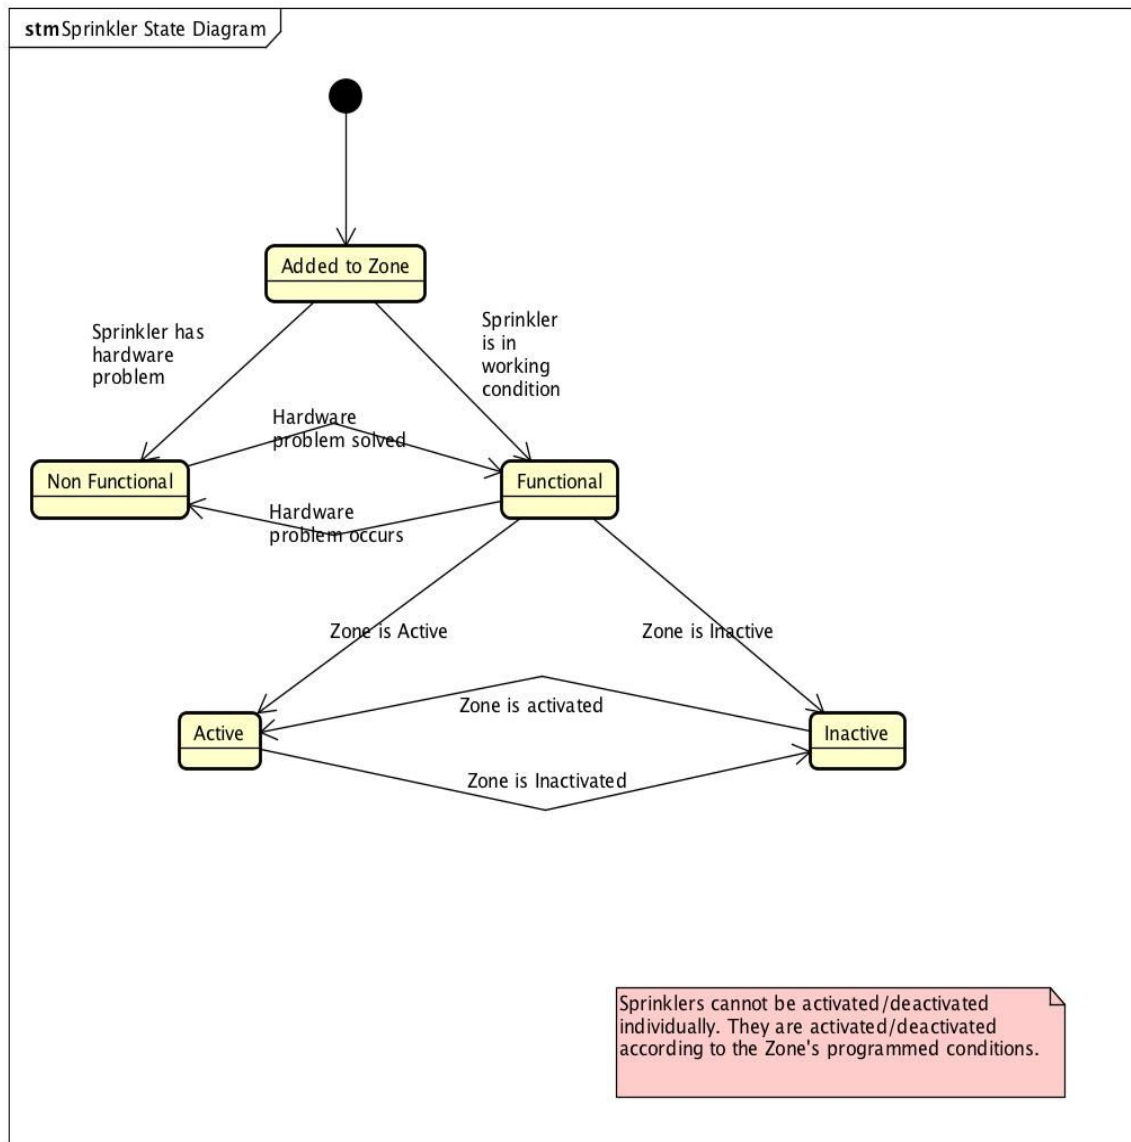 stm Sprinkler State Diagram
Added to Zone
Sprinkler has
hardware
problem
Sprinkler
is in
working
condition
Hardware
problem solved
Non Functional
Functional
Hardware
problem occurs
Zone is Active
Zone is Inactive
Zone is activated
Active
Inactive
Zone is Inactivated
Sprinklers cannot be activated/deactivated
individually. They are activated/deactivated
according to the Zone's programmed conditions.